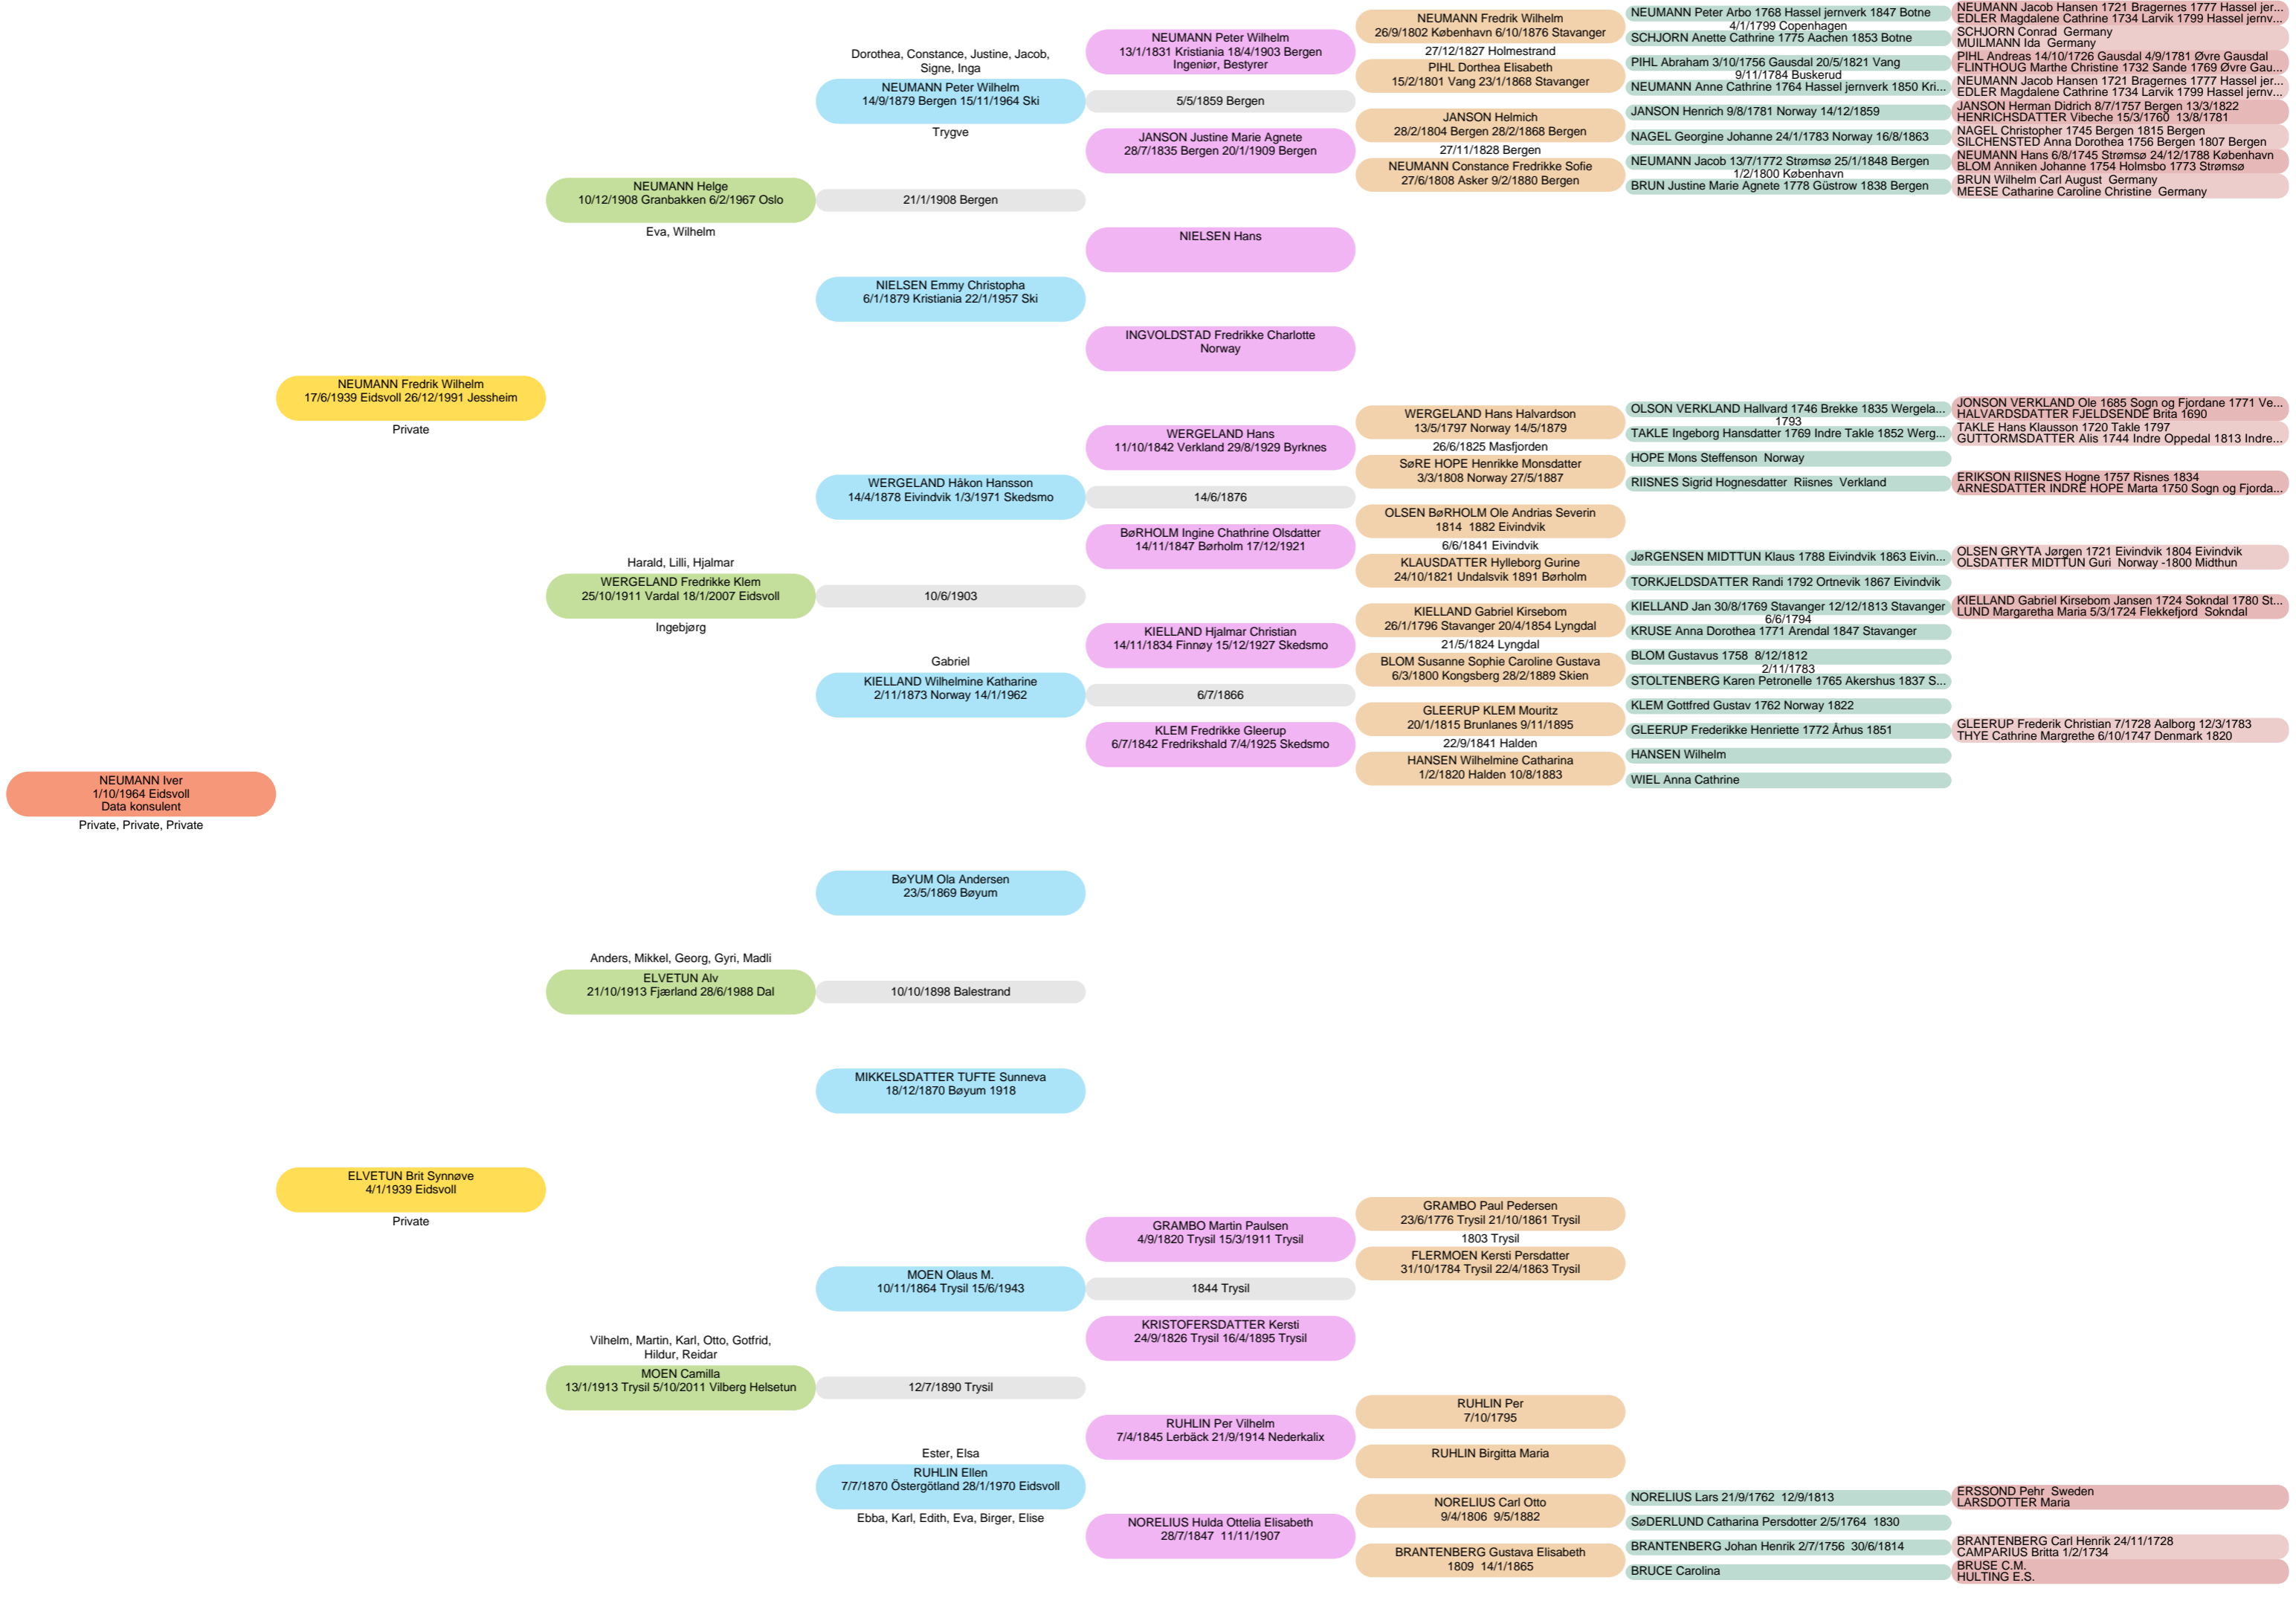 NEUMANN Iver
1/10/1964 Eidsvoll
Data konsulent
Private, Private, Private
NEUMANN Fredrik Wilhelm
17/6/1939 Eidsvoll 26/12/1991 Jessheim
Private
ELVETUN Brit Synnøve
4/1/1939 Eidsvoll
Private
NEUMANN Helge
10/12/1908 Granbakken 6/2/1967 Oslo
Eva, Wilhelm
Harald, Lilli, Hjalmar
WERGELAND Fredrikke Klem
25/10/1911 Vardal 18/1/2007 Eidsvoll
Ingebjørg
Anders, Mikkel, Georg, Gyri, Madli
ELVETUN Alv
21/10/1913 Fjærland 28/6/1988 Dal
Vilhelm, Martin, Karl, Otto, Gotfrid,
Hildur, Reidar
MOEN Camilla
13/1/1913 Trysil 5/10/2011 Vilberg Helsetun
Dorothea, Constance, Justine, Jacob,
Signe, Inga
NEUMANN Peter Wilhelm
14/9/1879 Bergen 15/11/1964 Ski
Trygve
21/1/1908 Bergen
NIELSEN Emmy Christopha
6/1/1879 Kristiania 22/1/1957 Ski
WERGELAND Håkon Hansson
14/4/1878 Eivindvik 1/3/1971 Skedsmo
10/6/1903
Gabriel
KIELLAND Wilhelmine Katharine
2/11/1873 Norway 14/1/1962
BøYUM Ola Andersen
23/5/1869 Bøyum
10/10/1898 Balestrand
MIKKELSDATTER TUFTE Sunneva
18/12/1870 Bøyum 1918
MOEN Olaus M.
10/11/1864 Trysil 15/6/1943
12/7/1890 Trysil
Ester, Elsa
RUHLIN Ellen
7/7/1870 Östergötland 28/1/1970 Eidsvoll
Ebba, Karl, Edith, Eva, Birger, Elise
NEUMANN Peter Wilhelm
13/1/1831 Kristiania 18/4/1903 Bergen
Ingeniør, Bestyrer
5/5/1859 Bergen
JANSON Justine Marie Agnete
28/7/1835 Bergen 20/1/1909 Bergen
NIELSEN Hans
INGVOLDSTAD Fredrikke Charlotte
Norway
WERGELAND Hans
11/10/1842 Verkland 29/8/1929 Byrknes
14/6/1876
BøRHOLM Ingine Chathrine Olsdatter
14/11/1847 Børholm 17/12/1921
KIELLAND Hjalmar Christian
14/11/1834 Finnøy 15/12/1927 Skedsmo
6/7/1866
KLEM Fredrikke Gleerup
6/7/1842 Fredrikshald 7/4/1925 Skedsmo
GRAMBO Martin Paulsen
4/9/1820 Trysil 15/3/1911 Trysil
1844 Trysil
KRISTOFERSDATTER Kersti
24/9/1826 Trysil 16/4/1895 Trysil
RUHLIN Per Vilhelm
7/4/1845 Lerbäck 21/9/1914 Nederkalix
NORELIUS Hulda Ottelia Elisabeth
28/7/1847 11/11/1907
NEUMANN Fredrik Wilhelm
26/9/1802 København 6/10/1876 Stavanger
27/12/1827 Holmestrand
PIHL Dorthea Elisabeth
15/2/1801 Vang 23/1/1868 Stavanger
JANSON Helmich
28/2/1804 Bergen 28/2/1868 Bergen
27/11/1828 Bergen
NEUMANN Constance Fredrikke Sofie
27/6/1808 Asker 9/2/1880 Bergen
WERGELAND Hans Halvardson
13/5/1797 Norway 14/5/1879
26/6/1825 Masfjorden
SøRE HOPE Henrikke Monsdatter
3/3/1808 Norway 27/5/1887
OLSEN BøRHOLM Ole Andrias Severin
1814 1882 Eivindvik
6/6/1841 Eivindvik
KLAUSDATTER Hylleborg Gurine
24/10/1821 Undalsvik 1891 Børholm
KIELLAND Gabriel Kirsebom
26/1/1796 Stavanger 20/4/1854 Lyngdal
21/5/1824 Lyngdal
BLOM Susanne Sophie Caroline Gustava
6/3/1800 Kongsberg 28/2/1889 Skien
GLEERUP KLEM Mouritz
20/1/1815 Brunlanes 9/11/1895
22/9/1841 Halden
HANSEN Wilhelmine Catharina
1/2/1820 Halden 10/8/1883
GRAMBO Paul Pedersen
23/6/1776 Trysil 21/10/1861 Trysil
1803 Trysil
FLERMOEN Kersti Persdatter
31/10/1784 Trysil 22/4/1863 Trysil
RUHLIN Per
7/10/1795
RUHLIN Birgitta Maria
NORELIUS Carl Otto
9/4/1806 9/5/1882
BRANTENBERG Gustava Elisabeth
1809 14/1/1865
NEUMANN Peter Arbo 1768 Hassel jernverk 1847 Botne
4/1/1799 Copenhagen
SCHJORN Anette Cathrine 1775 Aachen 1853 Botne
PIHL Abraham 3/10/1756 Gausdal 20/5/1821 Vang
9/11/1784 Buskerud
NEUMANN Anne Cathrine 1764 Hassel jernverk 1850 Kri...
JANSON Henrich 9/8/1781 Norway 14/12/1859
NAGEL Georgine Johanne 24/1/1783 Norway 16/8/1863
NEUMANN Jacob 13/7/1772 Strømsø 25/1/1848 Bergen
1/2/1800 København
BRUN Justine Marie Agnete 1778 Güstrow 1838 Bergen
OLSON VERKLAND Hallvard 1746 Brekke 1835 Wergela...
1793
TAKLE Ingeborg Hansdatter 1769 Indre Takle 1852 Werg...
HOPE Mons Steffenson Norway
RIISNES Sigrid Hognesdatter Riisnes Verkland
JøRGENSEN MIDTTUN Klaus 1788 Eivindvik 1863 Eivin...
TORKJELDSDATTER Randi 1792 Ortnevik 1867 Eivindvik
KIELLAND Jan 30/8/1769 Stavanger 12/12/1813 Stavanger
6/6/1794
KRUSE Anna Dorothea 1771 Arendal 1847 Stavanger
BLOM Gustavus 1758 8/12/1812
2/11/1783
STOLTENBERG Karen Petronelle 1765 Akershus 1837 S...
KLEM Gottfred Gustav 1762 Norway 1822
GLEERUP Frederikke Henriette 1772 Århus 1851
HANSEN Wilhelm
WIEL Anna Cathrine
NORELIUS Lars 21/9/1762 12/9/1813
SøDERLUND Catharina Persdotter 2/5/1764 1830
BRANTENBERG Johan Henrik 2/7/1756 30/6/1814
BRUCE Carolina
NEUMANN Jacob Hansen 1721 Bragernes 1777 Hassel jer...
EDLER Magdalene Cathrine 1734 Larvik 1799 Hassel jernv...
SCHJORN Conrad Germany
MUILMANN Ida Germany
PIHL Andreas 14/10/1726 Gausdal 4/9/1781 Øvre Gausdal
FLINTHOUG Marthe Christine 1732 Sande 1769 Øvre Gau...
NEUMANN Jacob Hansen 1721 Bragernes 1777 Hassel jer...
EDLER Magdalene Cathrine 1734 Larvik 1799 Hassel jernv...
JANSON Herman Didrich 8/7/1757 Bergen 13/3/1822
HENRICHSDATTER Vibeche 15/3/1760 13/8/1781
NAGEL Christopher 1745 Bergen 1815 Bergen
SILCHENSTED Anna Dorothea 1756 Bergen 1807 Bergen
NEUMANN Hans 6/8/1745 Strømsø 24/12/1788 København
BLOM Anniken Johanne 1754 Holmsbo 1773 Strømsø
BRUN Wilhelm Carl August Germany
MEESE Catharine Caroline Christine Germany
JONSON VERKLAND Ole 1685 Sogn og Fjordane 1771 Ve...
HALVARDSDATTER FJELDSENDE Brita 1690
TAKLE Hans Klausson 1720 Takle 1797
GUTTORMSDATTER Alis 1744 Indre Oppedal 1813 Indre...
ERIKSON RIISNES Hogne 1757 Risnes 1834
ARNESDATTER INDRE HOPE Marta 1750 Sogn og Fjorda...
OLSEN GRYTA Jørgen 1721 Eivindvik 1804 Eivindvik
OLSDATTER MIDTTUN Guri Norway -1800 Midthun
KIELLAND Gabriel Kirsebom Jansen 1724 Sokndal 1780 St...
LUND Margaretha Maria 5/3/1724 Flekkefjord Sokndal
GLEERUP Frederik Christian 7/1728 Aalborg 12/3/1783
THYE Cathrine Margrethe 6/10/1747 Denmark 1820
ERSSOND Pehr Sweden
LARSDOTTER Maria
BRANTENBERG Carl Henrik 24/11/1728
CAMPARIUS Britta 1/2/1734
BRUSE C.M.
HULTING E.S.